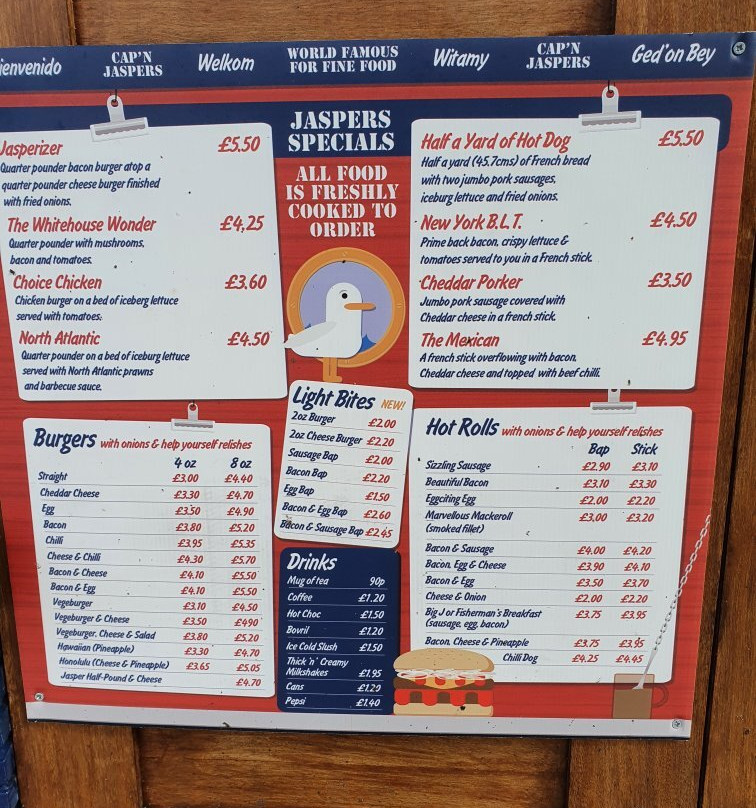 ienvenido CAP'N JASPERS Welkom WORLD FAMOUS FOR FINE FOOD Witamy CAP'N JASPERS Ged'on Bey
JASPERS
SPECIALS
ALL FOOD
IS FRESHLY
COOKED TO
ORDER
Jasperizer £5.50
Quarter pounder bacon burger atop a
quarter pounder cheese burger finished
with fried onions.
The Whitehouse Wonder £4,25
Quarter pounder with mushrooms,
bacon and tomatoes.
Choice Chicken £3.60
Chicken burger on a bed of iceberg lettuce
served with tomatoes.
North Atlantic £4.50
Quarter pounder on a bed of iceburg lettuce
served with North Atlantic prawns
and barbecue sauce.
Half a Yard of Hot Dog £5.50
Half a yard (45.7cms) of French bread
with two jumbo pork sausages,
iceburg lettuce and fried onions.
New York B.L.T. £4.50
Prime back bacon, crispy lettuce &
tomatoes served to you in a French stick.
Cheddar Porker £3.50
Jumbo pork sausage covered with
Cheddar cheese in a french stick.
The Mexican £4.95
A french stick overflowing with bacon,
Cheddar cheese and topped with beef chilli.
Burgers with onions & help yourself relishes
4 oz 8 oz
Straight £3.00 £4.40
Cheddar Cheese £3.30 £4.70
Egg £3.50 £4.90
Bacon £3.80 £5.20
Chilli £3.95 £5.35
Cheese & Chilli £4.30 £5.70
Bacon & Cheese £4.10 £5.50
Bacon & Egg £4.10 £5.50
Vegeburger £3.10 £4.50
Vegeburger & Cheese £3.50 £490
Vegeburger, Cheese & Salad £3.80 £5.20
Hawaiian (Pineapple) £3.30 £4.70
Honolulu (Cheese & Pineapple) £3.65 £5.05
Jasper Half-Pound & Cheese £4.70
Light Bites NEW!
2oz Burger £2.00
2oz Cheese Burger £2.20
Sausage Bap £2.00
Bacon Bap £2.20
Egg Bap £1.50
Bacon & Egg Bap £2.60
Bacon & Sausage Bap £2.45
Drinks
Mug of tea 90p
Coffee £1.20
Hot Choc £1.50
Bovril £1.20
Ice Cold Slush £1.50
Thick 'n' Creamy
Milkshakes £1.95
Cans £1.20
Pepsi £1.40
Hot Rolls with onions & help yourself relishes
Bap Stick
Sizzling Sausage £2.90 £3.10
Beautiful Bacon £3.10 £3.30
Eggciting Egg £2.00 £2.20
Marvellous Mackeroll £3.00 £3.20
(smoked fillet)
Bacon & Sausage £4.00 £4.20
Bacon, Egg & Cheese £3.90 £4.10
Bacon & Egg £3.50 £3.70
Cheese & Onion £2.00 £2.20
Big J or Fisherman's Breakfast £3.75 £3.95
(sausage, egg, bacon)
Bacon, Cheese & Pineapple £3.75 £3.95
Chilli Dog £4.25 £4.45